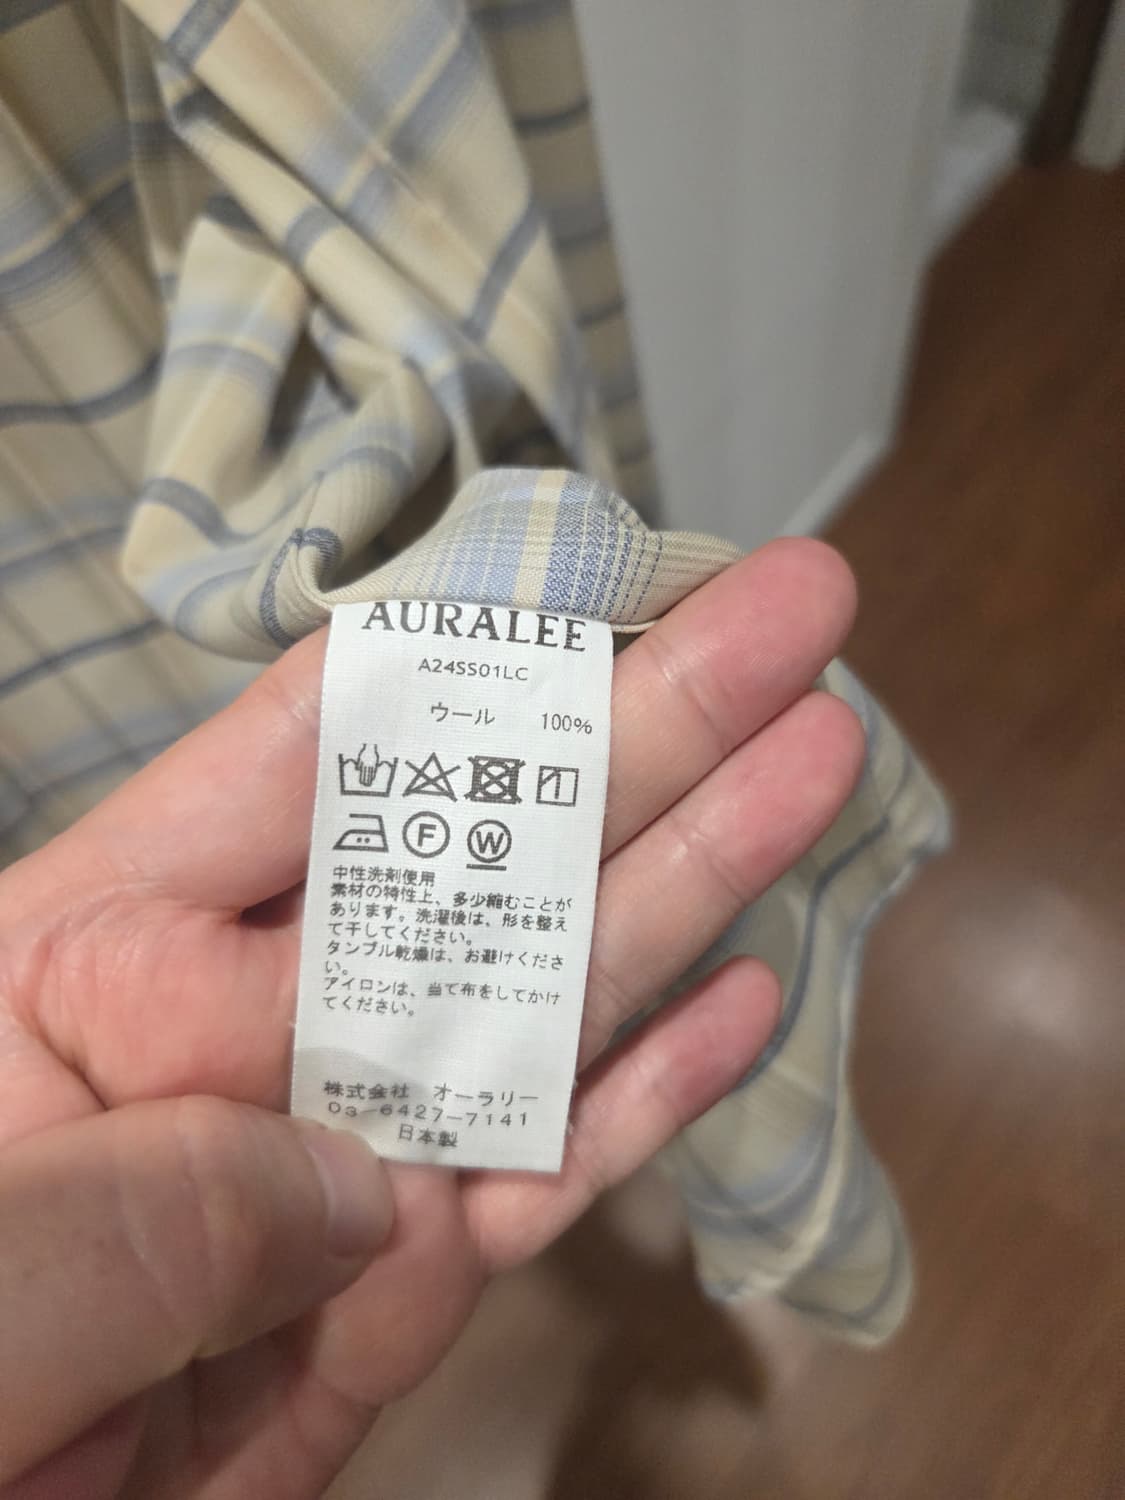 AURALEE
A24SS01LC
ウール 100%
F W
中性洗剤使用
素材の特性上、多少縮むことが
あります。洗濯後は、形を整え
て干してください。
タンブル乾燥は、お避けくださ
い。
アイロンは、当て布をしてかけ
てください。
株式会社 オーラリー
03-6427-7141
日本製